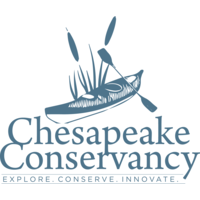 Chesapeake
Conservancy
EXPLORE. CONSERVE. INNOVATE.